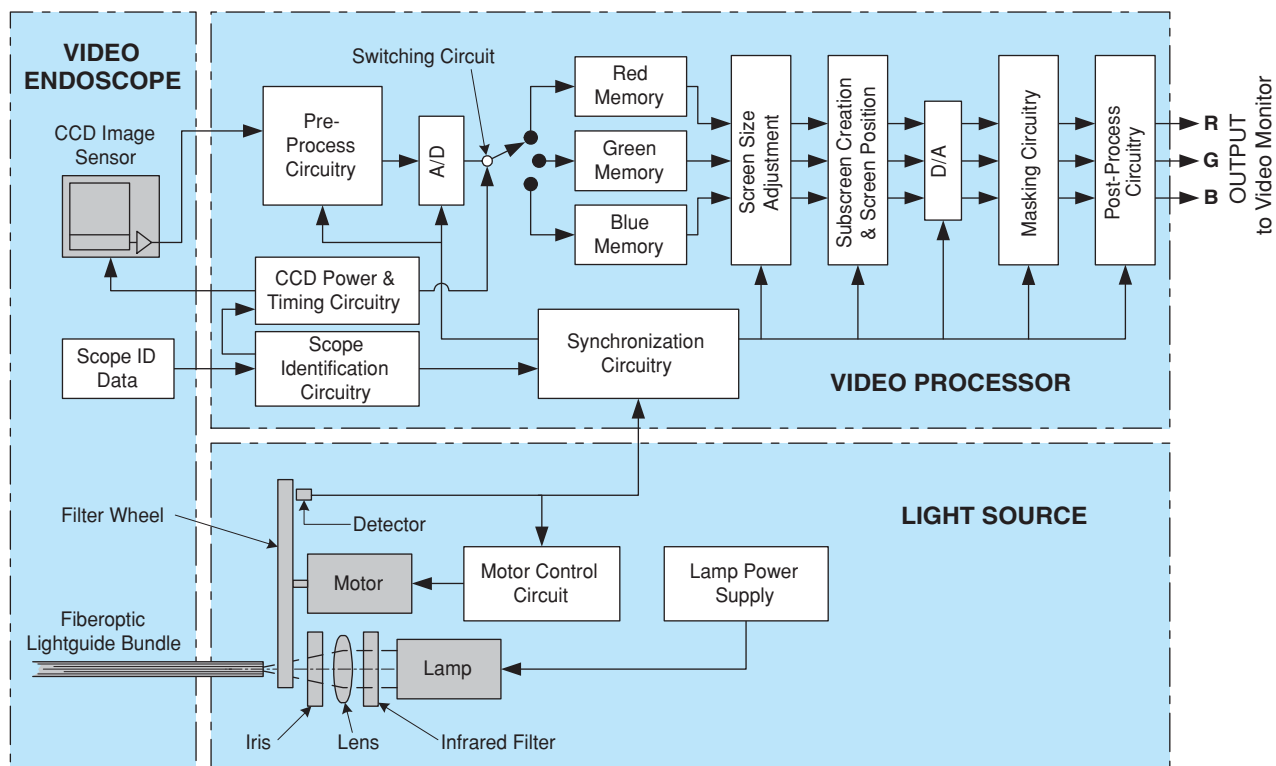 VIDEO
ENDOSCOPE
CCD Image
Sensor
Scope ID
Data
Switching Circuit
Pre-
Process
Circuitry
A/D
Red
Memory
Green
Memory
Blue
Memory
Screen Size
Adjustment
Subscreen Creation
& Screen Position
D/A
Masking Circuitry
Post-Process
Circuitry
R
G
B
OUTPUT
to Video Monitor
CCD Power &
Timing Circuitry
Scope
Identification
Circuitry
Synchronization
Circuitry
VIDEO PROCESSOR
Filter Wheel
Detector
LIGHT SOURCE
Motor
Motor Control
Circuit
Lamp Power
Supply
Fiberoptic
Lightguide Bundle
Lamp
Iris
Lens
Infrared Filter